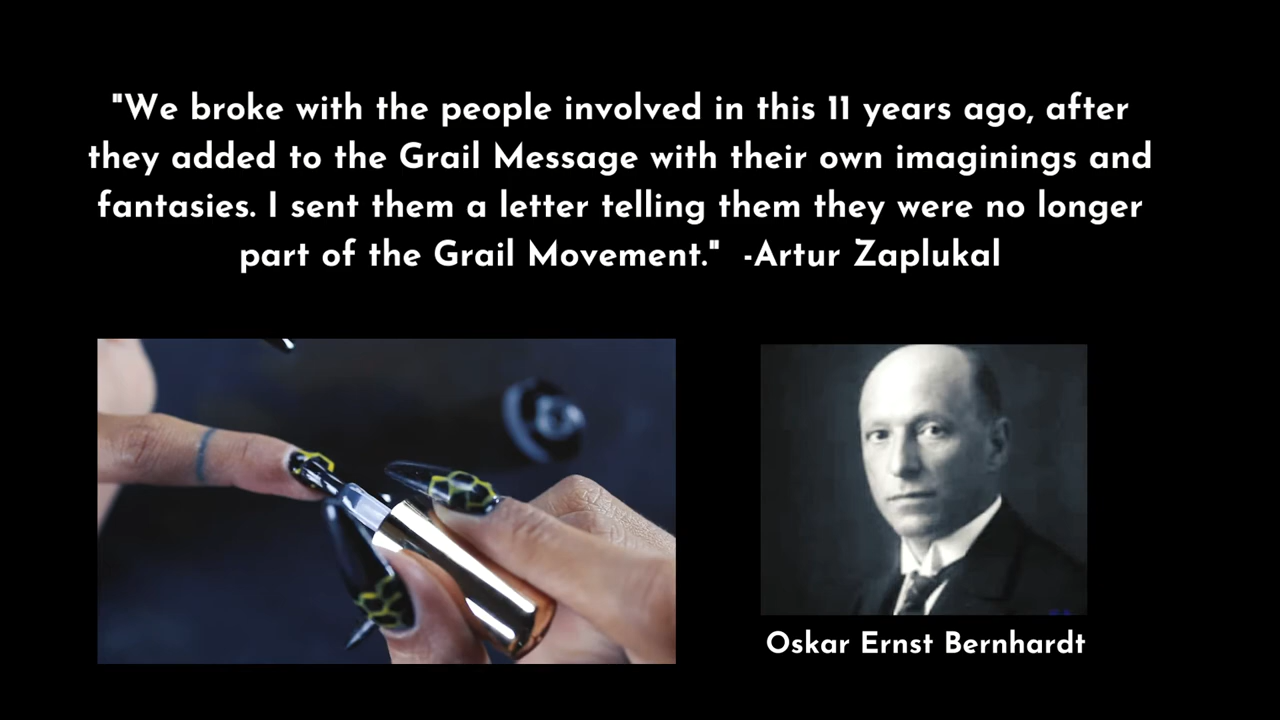 "We broke with the people involved in this 11 years ago, after
they added to the Grail Message with their own imaginings and
fantasies. I sent them a letter telling them they were no longer
part of the Grail Movement."  -Artur Zaplukal
Oskar Ernst Bernhardt